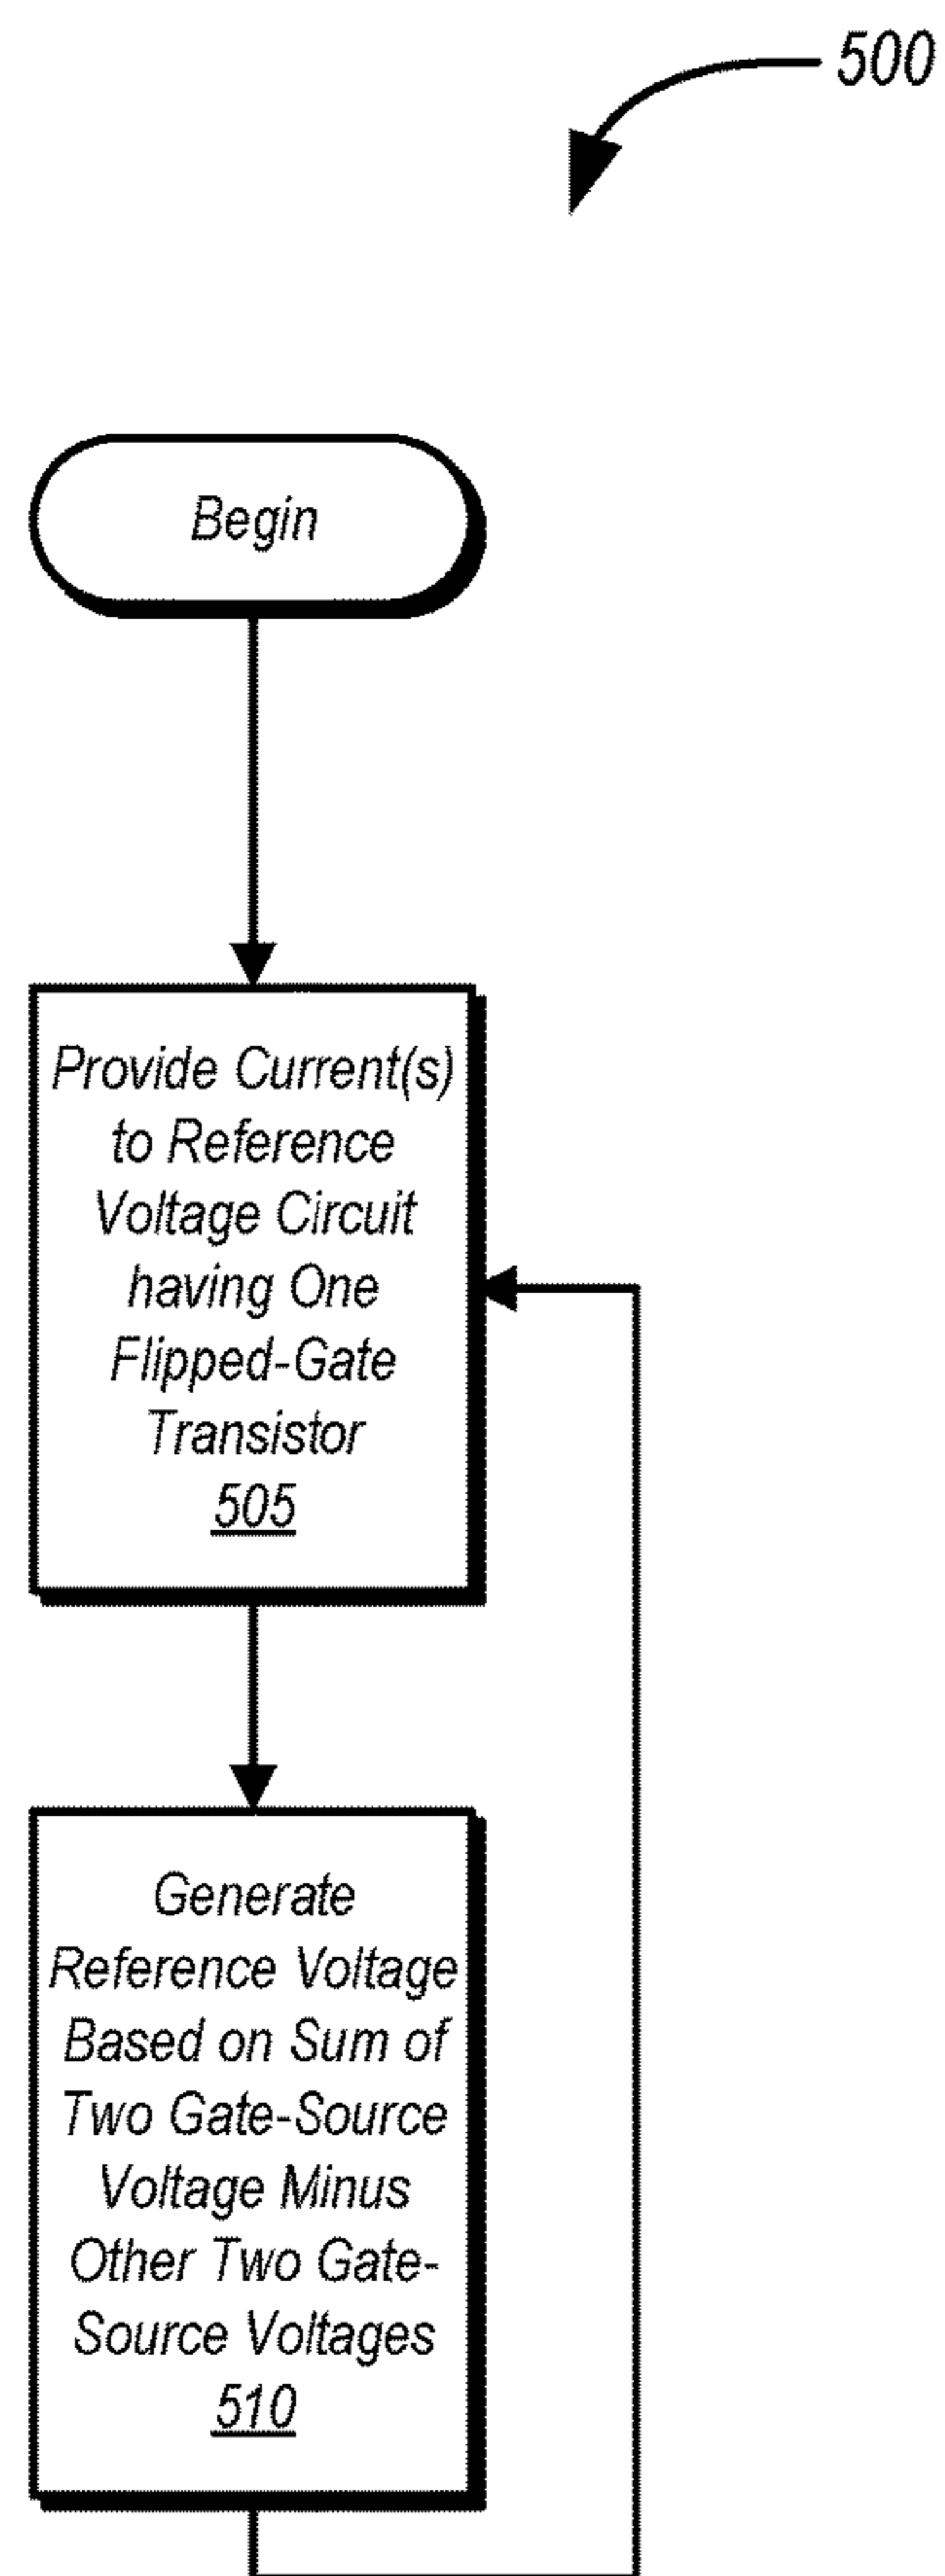 500
Begin
Provide Current(s)
to Reference
Voltage Circuit
having One
Flipped-Gate
Transistor
505
Generate
Reference Voltage
Based on Sum of
Two Gate-Source
Voltage Minus
Other Two Gate-
Source Voltages
510